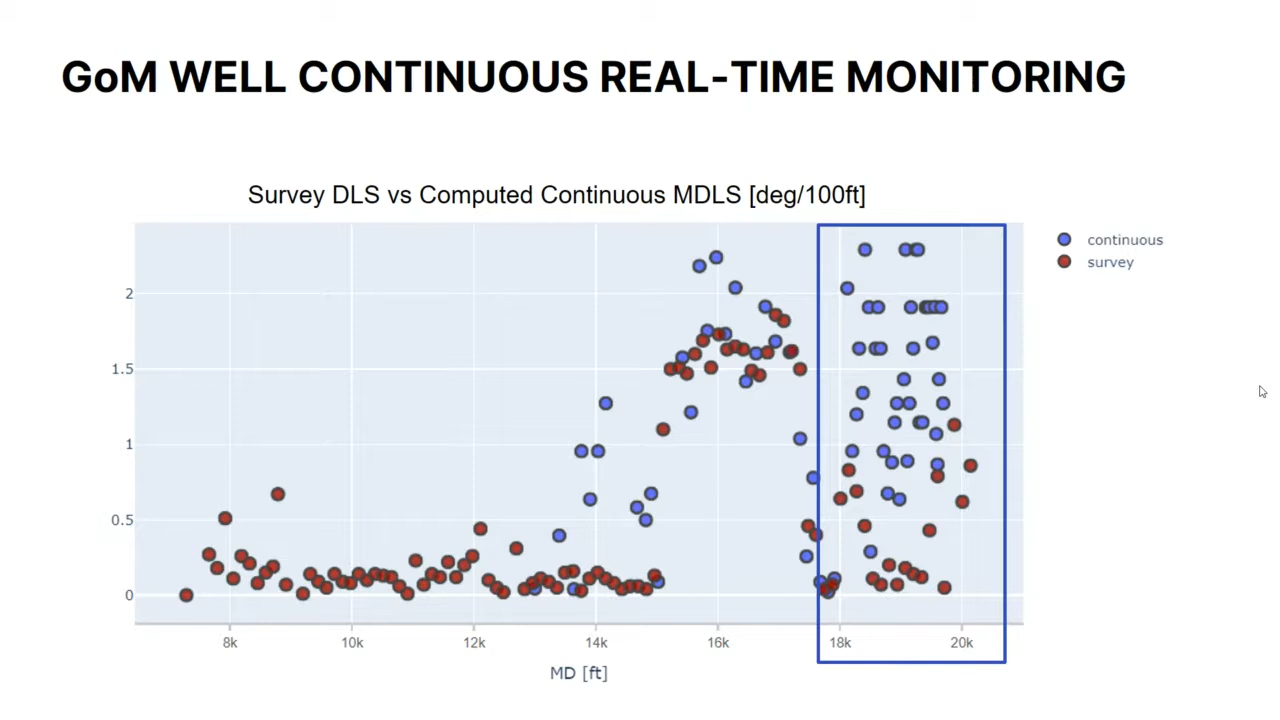 GoM WELL CONTINUOUS REAL-TIME MONITORING
Survey DLS vs Computed Continuous MDLS [deg/100ft]
continuous
survey
2
1.5
1
0.5
0
8k 10k 12k 14k 16k 18k 20k
MD [ft]